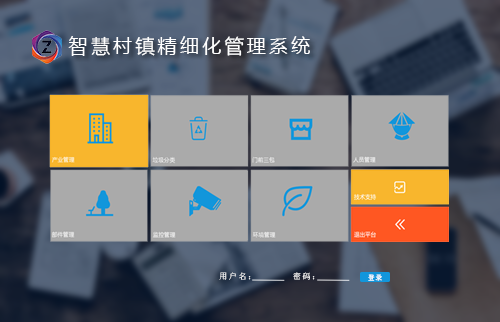 智慧村镇精细化管理系统
产业管理
垃圾分类
门前三包
人员管理
部件管理
监控管理
环境管理
技术支持
退出平台
用户名:
密码:
登录